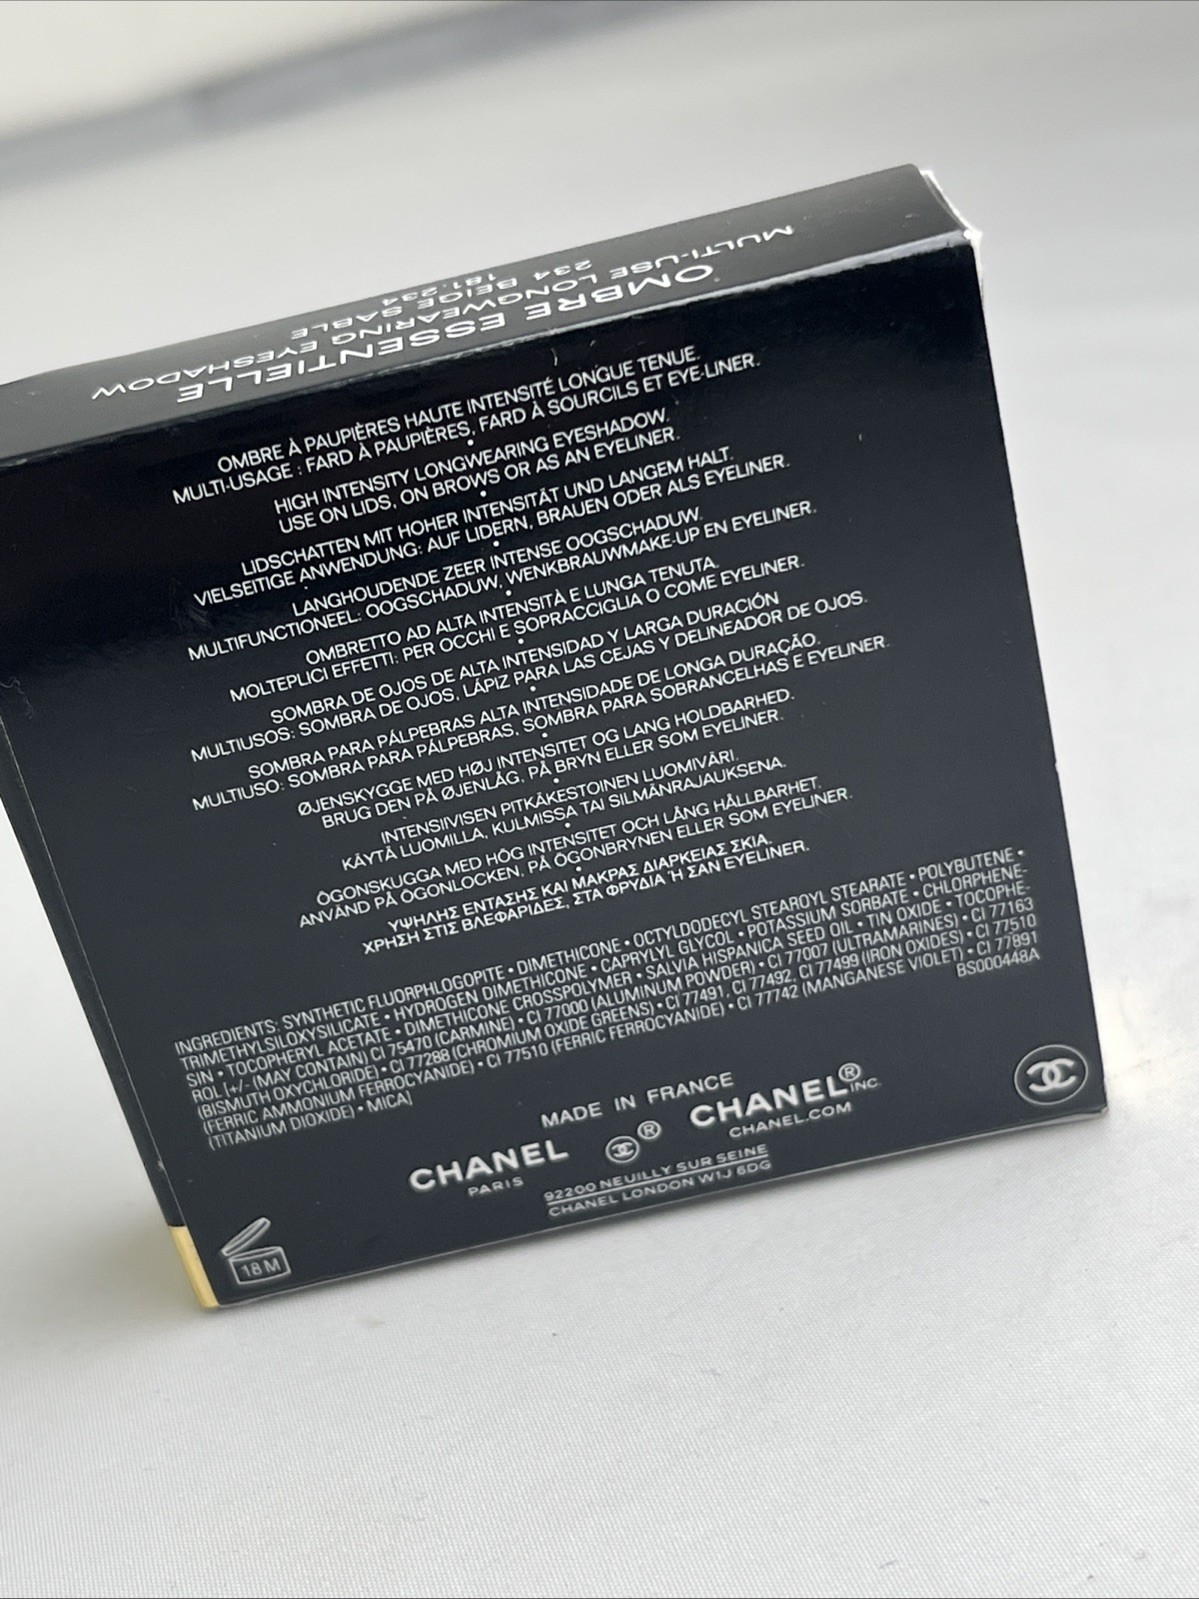 OMBRE ESSENTIELLE
MULTI-USE LONGWEARING EYESHADOW
234 BEIGE SABLE
181.234
OMBRE À PAUPIÈRES HAUTE INTENSITÉ LONGUE TENUE.
MULTI-USAGE : FARD À PAUPIÈRES, FARD À SOURCILS ET EYE-LINER.
•
HIGH INTENSITY LONGWEARING EYESHADOW.
USE ON LIDS, ON BROWS OR AS AN EYELINER.
•
LIDSCHATTEN MIT HOHER INTENSITÄT UND LANGEM HALT.
VIELSEITIGE ANWENDUNG: AUF LIDERN, BRAUEN ODER ALS EYELINER.
•
LANGHOUDENDE ZEER INTENSE OOGSCHADUW.
MULTIFUNCTIONEEL: OOGSCHADUW, WENKBRAUWMAKE-UP EN EYELINER.
•
OMBRETTO AD ALTA INTENSITÀ E LUNGA TENUTA.
MOLTEPLICI EFFETTI: PER OCCHI E SOPRACCIGLIA O COME EYELINER.
•
SOMBRA DE OJOS DE ALTA INTENSIDAD Y LARGA DURACIÓN
MULTIUSOS: SOMBRA DE OJOS, LÁPIZ PARA LAS CEJAS Y DELINEADOR DE OJOS.
•
SOMBRA PARA PÁLPEBRAS ALTA INTENSIDADE DE LONGA DURAÇÃO.
MULTIUSO: SOMBRA PARA PÁLPEBRAS, SOMBRA PARA SOBRANCELHAS E EYELINER.
•
ØJENSKYGGE MED HØJ INTENSITET OG LANG HOLDBARHED.
BRUG DEN PÅ ØJENLÅG, PÅ BRYN ELLER SOM EYELINER.
•
INTENSIIVISEN PITKÄKESTOINEN LUOMIVÄRI.
KÄYTÄ LUOMILLA, KULMISSA TAI SILMÄNRAJAUKSENA.
•
ÖGONSKUGGA MED HÖG INTENSITET OCH LÅNG HÅLLBARHET.
ANVÄND PÅ ÖGONLOCKEN, PÅ ÖGONBRYNEN ELLER SOM EYELINER.
•
ΥΨΗΛΗΣ ΕΝΤΑΣΗΣ ΚΑΙ ΜΑΚΡΑΣ ΔΙΑΡΚΕΙΑΣ ΣΚΙΑ.
ΧΡΗΣΗ ΣΤΙΣ ΒΛΕΦΑΡΙΔΕΣ, ΣΤΑ ΦΡΥΔΙΑ Ή ΣΑΝ EYELINER.
INGREDIENTS: SYNTHETIC FLUORPHLOGOPITE • DIMETHICONE • OCTYLDODECYL STEAROYL STEARATE • POLYBUTENE •
TRIMETHYLSILOXYSILICATE • HYDROGEN DIMETHICONE • CAPRYLYL GLYCOL • POTASSIUM SORBATE • CHLORPHENE-
SIN • TOCOPHERYL ACETATE • DIMETHICONE CROSSPOLYMER • SALVIA HISPANICA SEED OIL • TIN OXIDE • TOCOPHE-
ROL [+/- (MAY CONTAIN) CI 75470 (CARMINE) • CI 77000 (ALUMINUM POWDER) • CI 77007 (ULTRAMARINES) • CI 77163
(BISMUTH OXYCHLORIDE) • CI 77288 (CHROMIUM OXIDE GREENS) • CI 77491, CI 77492, CI 77499 (IRON OXIDES) • CI 77510
(FERRIC AMMONIUM FERROCYANIDE) • CI 77510 (FERRIC FERROCYANIDE) • CI 77742 (MANGANESE VIOLET) • CI 77891
(TITANIUM DIOXIDE) • MICA]
BS000448A
MADE IN FRANCE
CHANEL ® CHANEL® INC.
PARIS CHANEL.COM
92200 NEUILLY SUR SEINE
CHANEL LONDON W1J 6DG
18 M